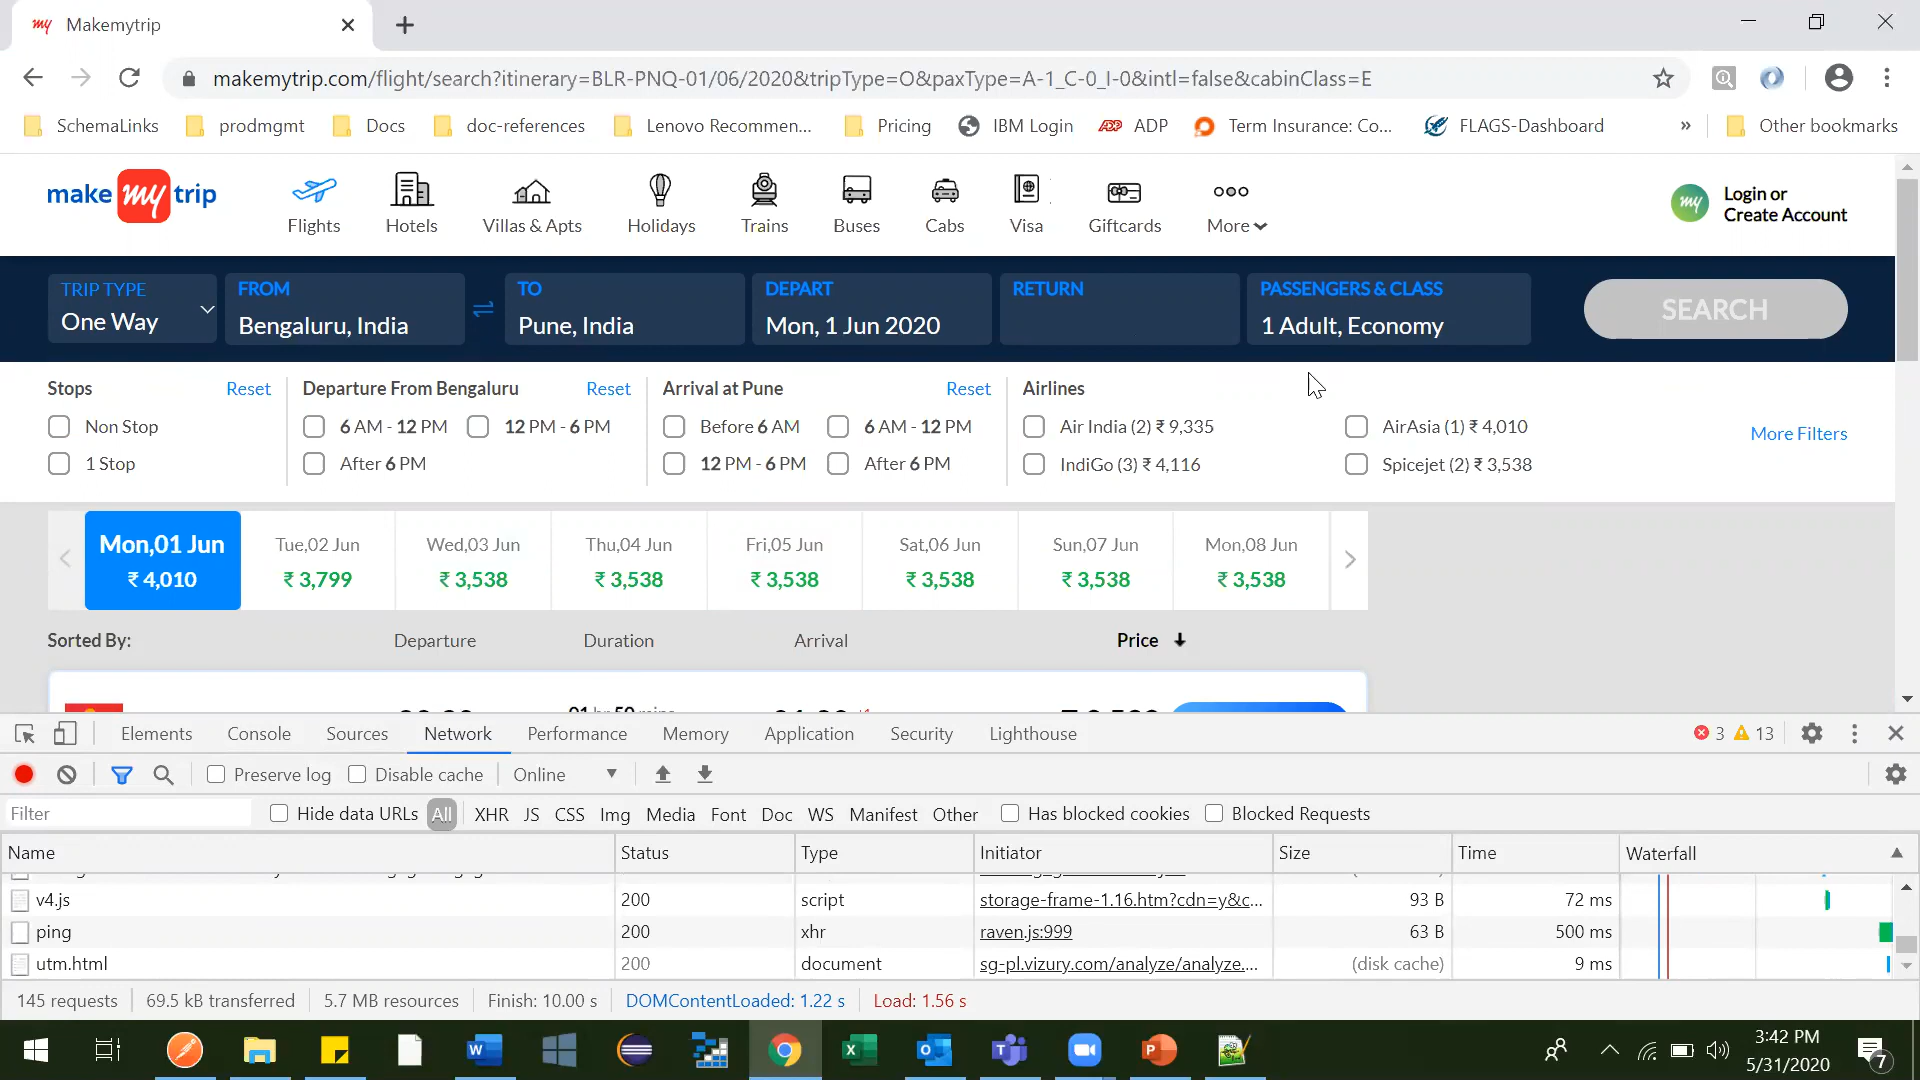 my Makemytrip
makemytrip.com/flight/search?itinerary=BLR-PNQ-01/06/2020&tripType=O&paxType=A-1_C-0_I-0&intl=false&cabinClass=E
SchemaLinks prodmgmt Docs doc-references Lenovo Recommen... Pricing IBM Login ADP ADP Term Insurance: Co... FLAGS-Dashboard » Other bookmarks
make my trip
Flights Hotels Villas & Apts Holidays Trains Buses Cabs Visa Giftcards More
my Login or
Create Account
TRIP TYPE FROM TO DEPART RETURN PASSENGERS & CLASS
One Way Bengaluru, India Pune, India Mon, 1 Jun 2020 1 Adult, Economy SEARCH
Stops Reset Departure From Bengaluru Reset Arrival at Pune Reset Airlines
Non Stop 6 AM - 12 PM 12 PM - 6 PM Before 6 AM 6 AM - 12 PM Air India (2) ₹ 9,335 AirAsia (1) ₹ 4,010 More Filters
1 Stop After 6 PM 12 PM - 6 PM After 6 PM IndiGo (3) ₹ 4,116 Spicejet (2) ₹ 3,538
Mon,01 Jun Tue,02 Jun Wed,03 Jun Thu,04 Jun Fri,05 Jun Sat,06 Jun Sun,07 Jun Mon,08 Jun
₹ 4,010 ₹ 3,799 ₹ 3,538 ₹ 3,538 ₹ 3,538 ₹ 3,538 ₹ 3,538 ₹ 3,538
Sorted By: Departure Duration Arrival Price
Elements Console Sources Network Performance Memory Application Security Lighthouse 3 13
Preserve log Disable cache Online
Filter Hide data URLs All XHR JS CSS Img Media Font Doc WS Manifest Other Has blocked cookies Blocked Requests
Name Status Type Initiator Size Time Waterfall
v4.js 200 script storage-frame-1.16.htm?cdn=y&c... 93 B 72 ms
ping 200 xhr raven.js:999 63 B 500 ms
utm.html 200 document sg-pl.vizury.com/analyze/analyze.... (disk cache) 9 ms
145 requests 69.5 kB transferred 5.7 MB resources Finish: 10.00 s DOMContentLoaded: 1.22 s Load: 1.56 s
3:42 PM
5/31/2020
7